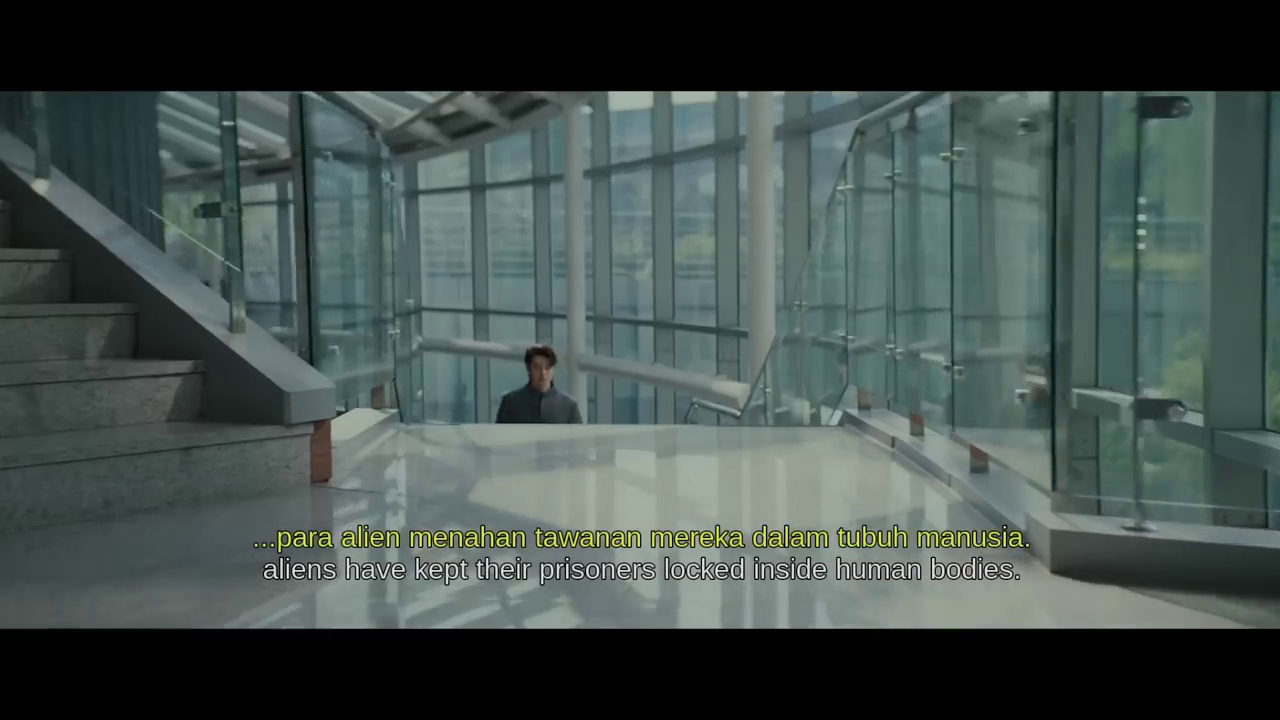 ...para alien menahan tawanan mereka dalam tubuh manusia.
aliens have kept their prisoners locked inside human bodies.